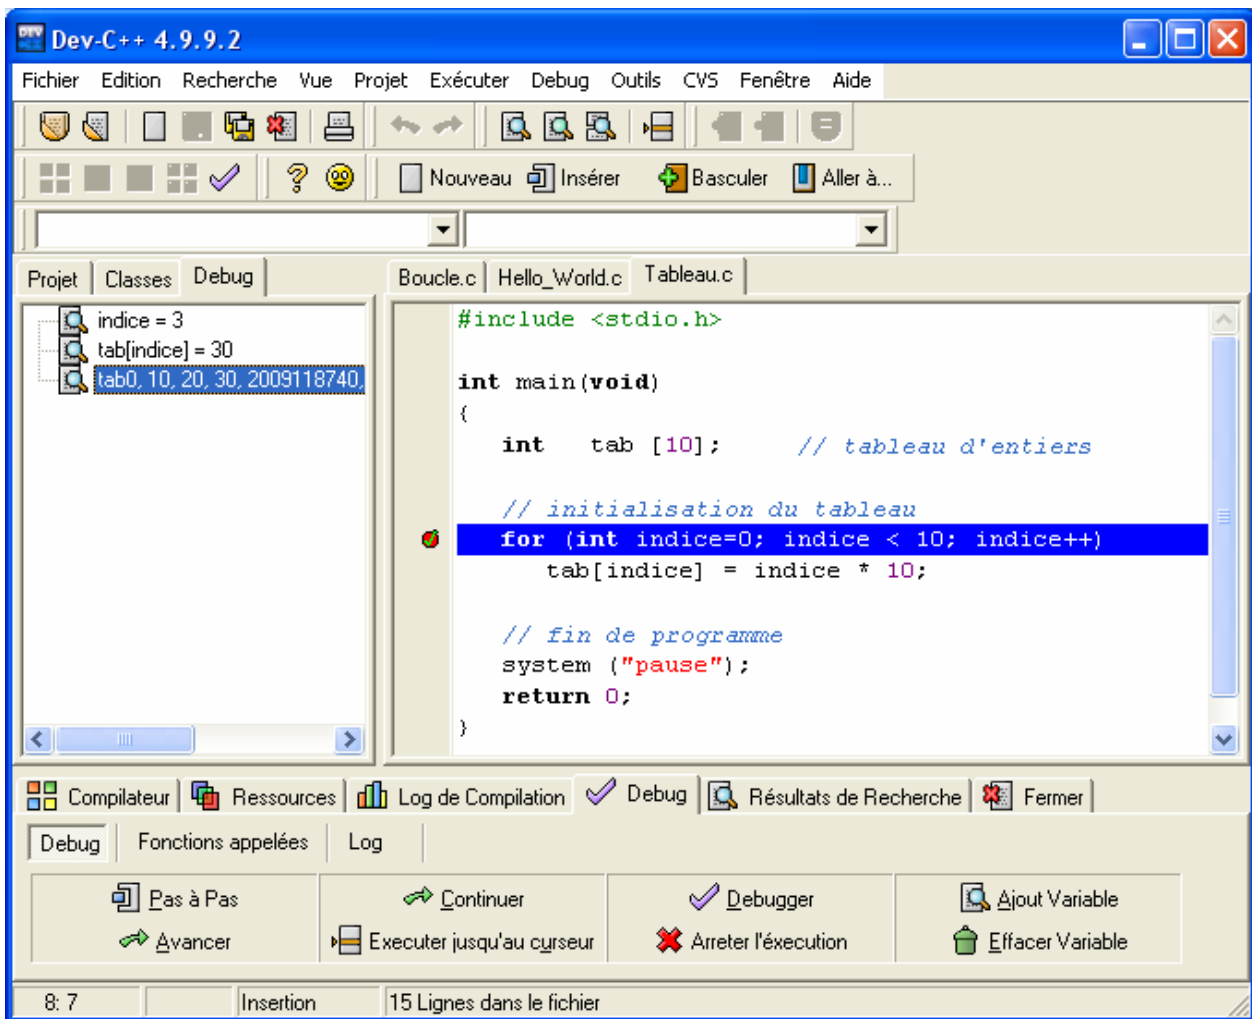 Dev-C++ 4.9.9.2
Fichier Edition Recherche Vue Projet Exécuter Debug Outils CVS Fenêtre Aide
Nouveau Insérer Basculer Aller à...
Projet Classes Debug
indice = 3
tab[indice] = 30
tab0, 10, 20, 30, 2009118740,
Boucle.c Hello_World.c Tableau.c
#include <stdio.h>
int main(void)
{
int tab [10]; // tableau d'entiers
// initialisation du tableau
for (int indice=0; indice < 10; indice++)
tab[indice] = indice * 10;
// fin de programme
system ("pause");
return 0;
}
Compilateur Ressources Log de Compilation Debug Résultats de Recherche Fermer
Debug Fonctions appelées Log
Pas à Pas Continuer Debugger Ajout Variable
Avancer Executer jusqu'au curseur Arreter l'éxecution Effacer Variable
8: 7 Insertion 15 Lignes dans le fichier